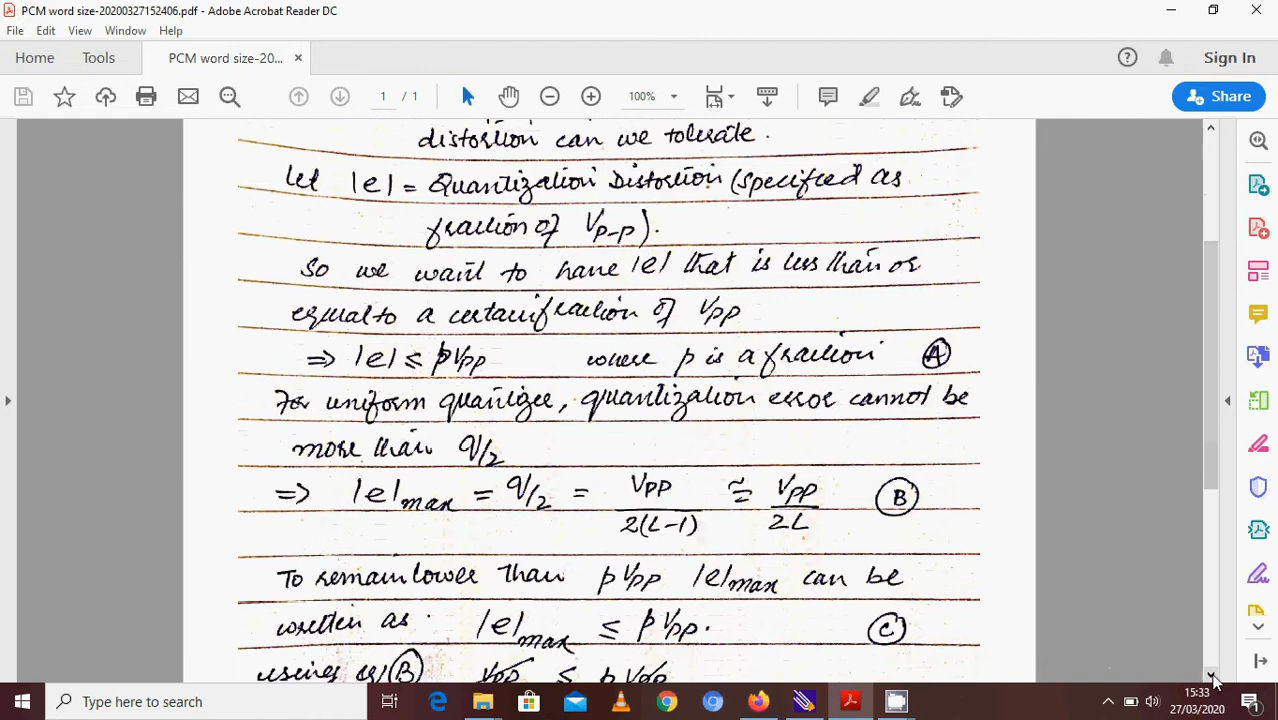 PCM word size-20200327152406.pdf - Adobe Acrobat Reader DC
File Edit View Window Help
Home Tools PCM word size-20... ×
1 / 1 100% Share
Sign In
distortion can we tolerate.
Let |e| = Quantization Distortion (specified as
fraction of Vp-p).
So we want to have |e| that is less than or
equal to a certain fraction of Vpp
⇒ |e| ≤ pVpp where p is a fraction (A)
For uniform quantizer, quantization error cannot be
more than q/2
⇒ |e|max = q/2 = Vpp / 2(L-1) ≅ Vpp / 2L (B)
To remain lower than pVpp |e|max can be
written as. |e|max ≤ pVpp. (C)
using eq (B) Vpp ≤ pVpp
Type here to search
15:33
27/03/2020